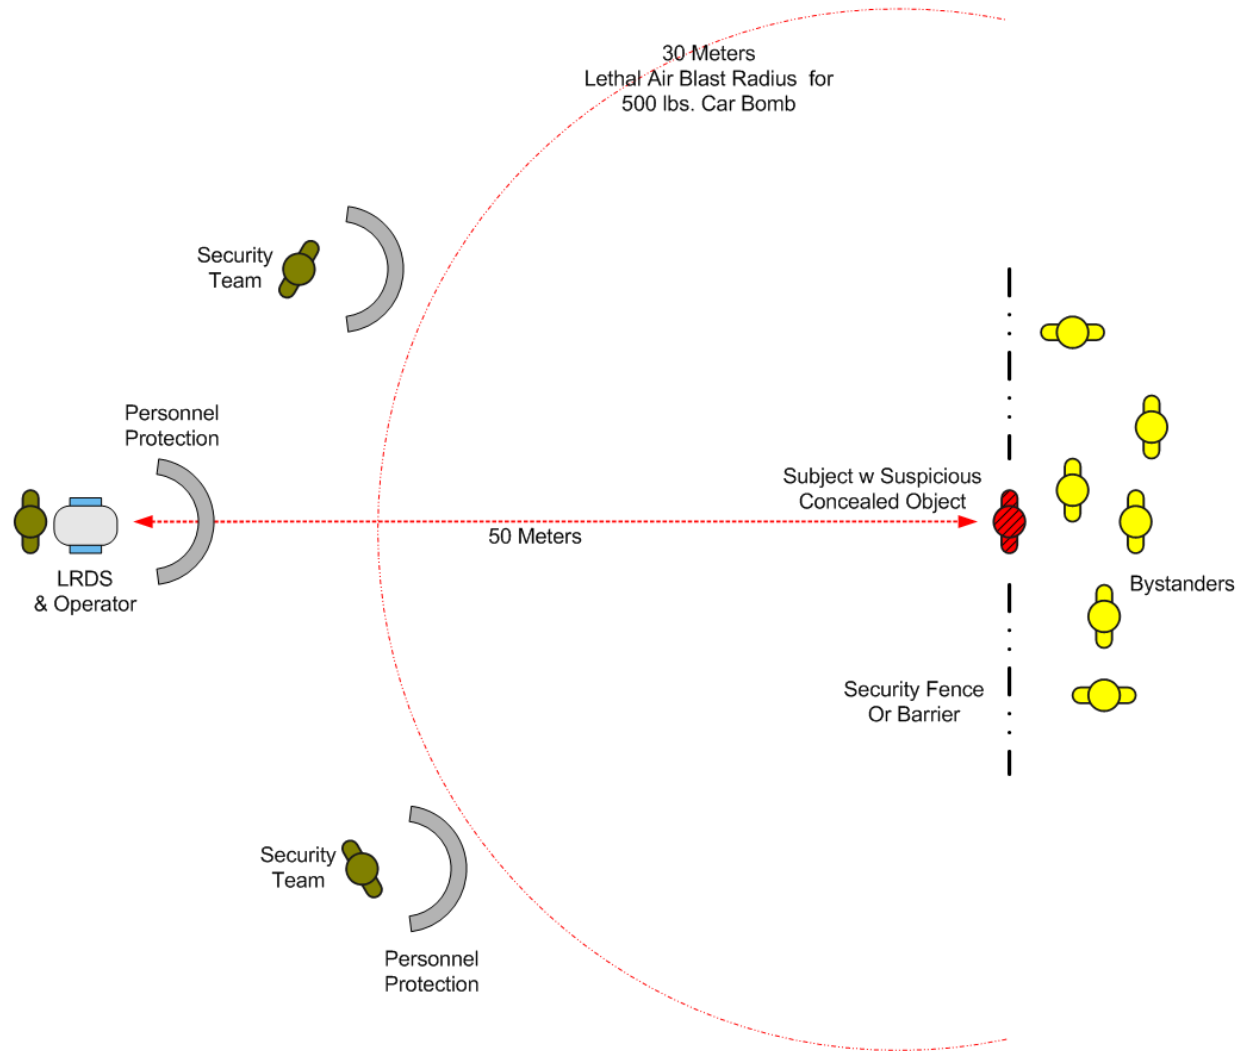 30 Meters
Lethal Air Blast Radius for
500 lbs. Car Bomb
Security
Team
Personnel
Protection
Subject w Suspicious
Concealed Object
50 Meters
LRDS
& Operator
Bystanders
Security Fence
Or Barrier
Security
Team
Personnel
Protection